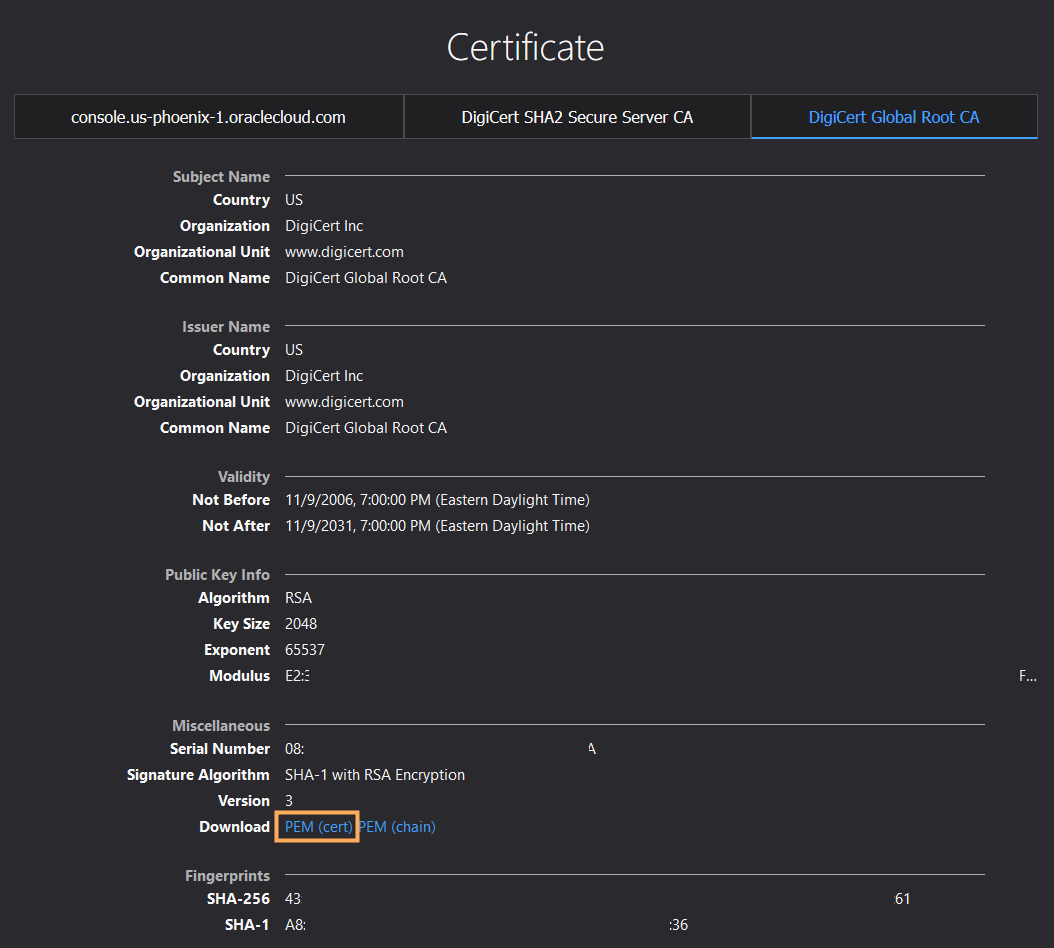 Certificate
console.us-phoenix-1.oraclecloud.com DigiCert SHA2 Secure Server CA DigiCert Global Root CA
Subject Name
Country US
Organization DigiCert Inc
Organizational Unit www.digicert.com
Common Name DigiCert Global Root CA
Issuer Name
Country US
Organization DigiCert Inc
Organizational Unit www.digicert.com
Common Name DigiCert Global Root CA
Validity
Not Before 11/9/2006, 7:00:00 PM (Eastern Daylight Time)
Not After 11/9/2031, 7:00:00 PM (Eastern Daylight Time)
Public Key Info
Algorithm RSA
Key Size 2048
Exponent 65537
Modulus E2:3 F...
Miscellaneous
Serial Number 08: A
Signature Algorithm SHA-1 with RSA Encryption
Version 3
Download PEM (cert) PEM (chain)
Fingerprints
SHA-256 43 :61
SHA-1 A8: :36